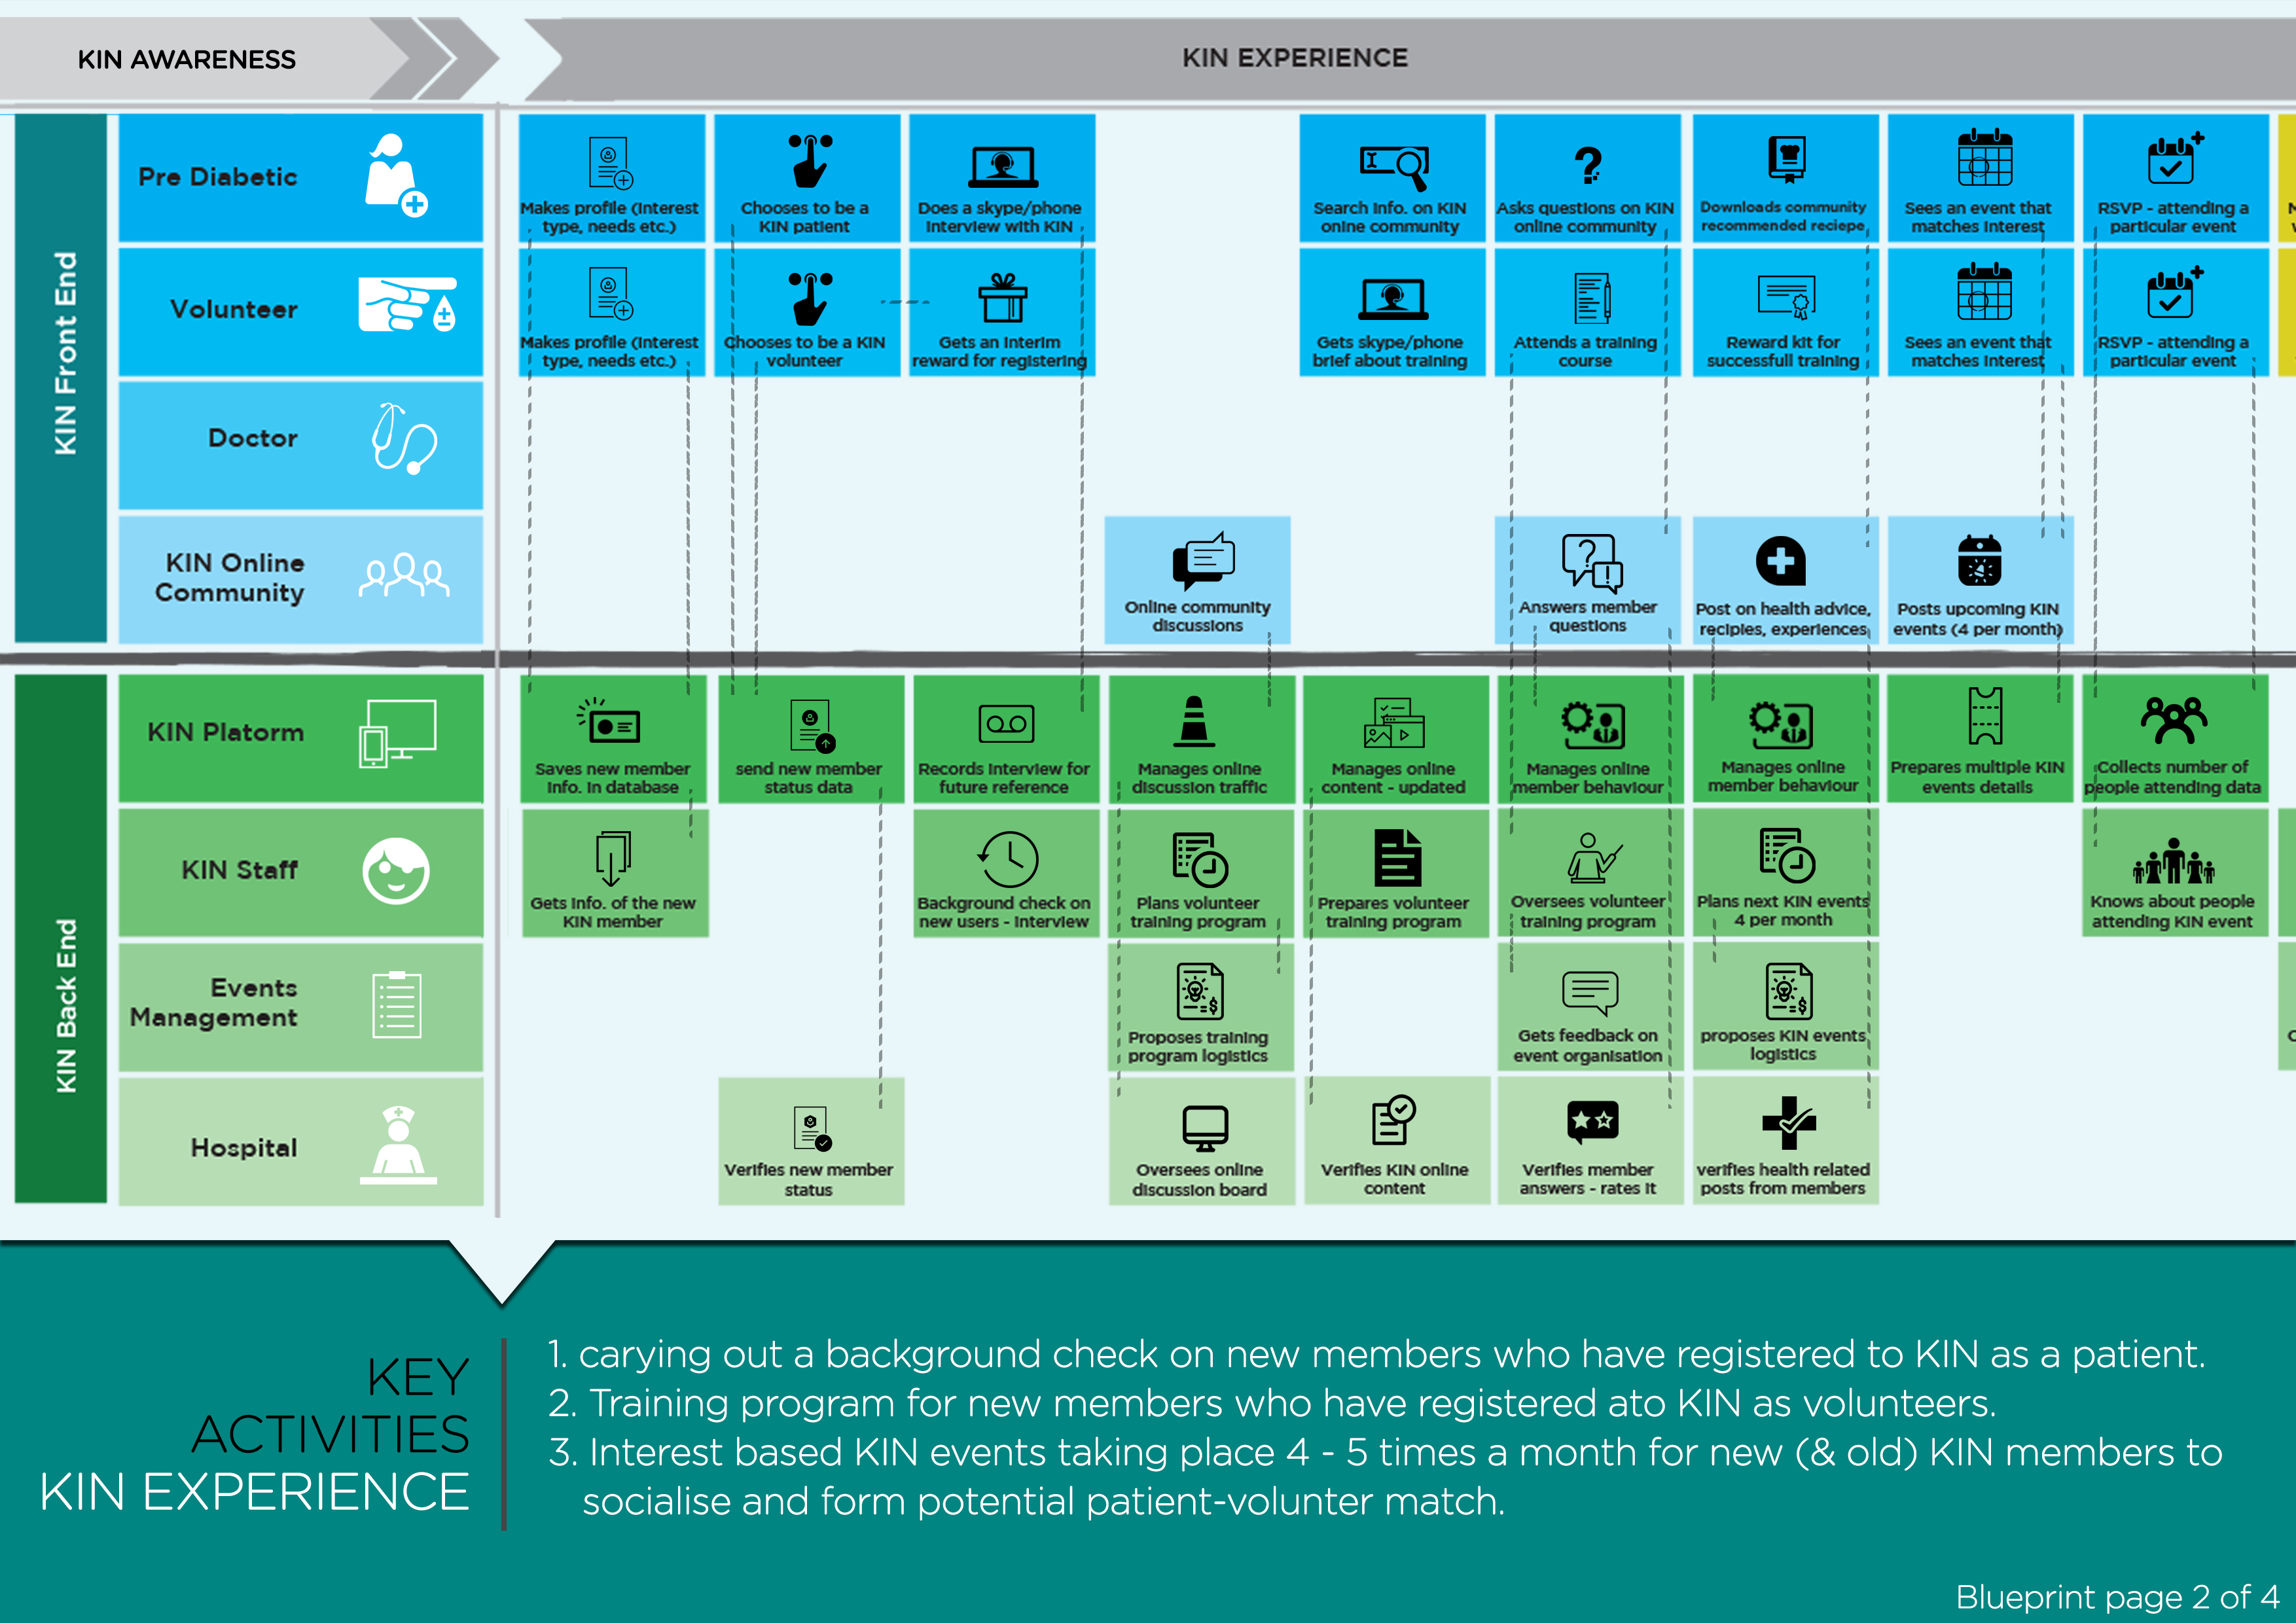 KIN AWARENESS
KIN EXPERIENCE
KIN Front End
Pre Diabetic
Makes profile (Interest
type, needs etc.)
Chooses to be a
KIN patient
Does a skype/phone
Interview with KIN
Search Info. on KIN
online community
Asks questions on KIN
online community
Downloads community
recommended reciepe
Sees an event that
matches Interest
RSVP - attending a
particular event
Volunteer
Makes profile (Interest
type, needs etc.)
Chooses to be a KIN
volunteer
Gets an Interim
reward for registering
Gets skype/phone
brief about training
Attends a training
course
Reward kit for
successfull training
Sees an event that
matches Interest
RSVP - attending a
particular event
Doctor
KIN Online
Community
Online community
discussions
Answers member
questions
Post on health advice,
recipies, experiences
Posts upcoming KIN
events (4 per month)
KIN Back End
KIN Platorm
Saves new member
Info. In database
send new member
status data
Records Interview for
future reference
Manages online
discussion traffic
Manages online
content - updated
Manages online
member behaviour
Manages online
member behaviour
Prepares multiple KIN
events details
Collects number of
people attending data
KIN Staff
Gets Info. of the new
KIN member
Background check on
new users - Interview
Plans volunteer
training program
Prepares volunteer
training program
Oversees volunteer
training program
Plans next KIN events
4 per month
Knows about people
attending KIN event
Events
Management
Proposes training
program logistics
Gets feedback on
event organisation
proposes KIN events
logistics
Hospital
Verifies new member
status
Oversees online
discussion board
Verifies KIN online
content
Verifies member
answers - rates it
verifies health related
posts from members
KEY
ACTIVITIES
KIN EXPERIENCE
1. carying out a background check on new members who have registered to KIN as a patient.
2. Training program for new members who have registered ato KIN as volunteers.
3. Interest based KIN events taking place 4 - 5 times a month for new (& old) KIN members to
socialise and form potential patient-volunter match.
Blueprint page 2 of 4